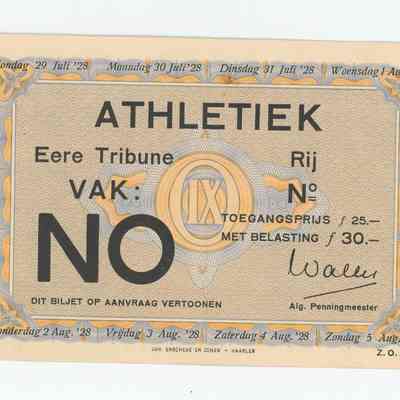 Zondag 29 Juli '28 Maandag 30 Juli '28 Dinsdag 31 Juli '28 Woensdag 1 Au
ATHLETIEK
Eere Tribune Rij
VAK: No
IX
TOEGANGSPRIJS f 25.—
NO
MET BELASTING f 30.—
DIT BILJET OP AANVRAAG VERTOONEN
Alg. Penningmeester
onderdag 2 Aug. '28 Vrijdag 3 Aug. '28 Zaterdag 4 Aug. '28 Zondag 5 Aug
JOH. ENSCHEDÉ EN ZONEN - HAARLEM
Z.O.